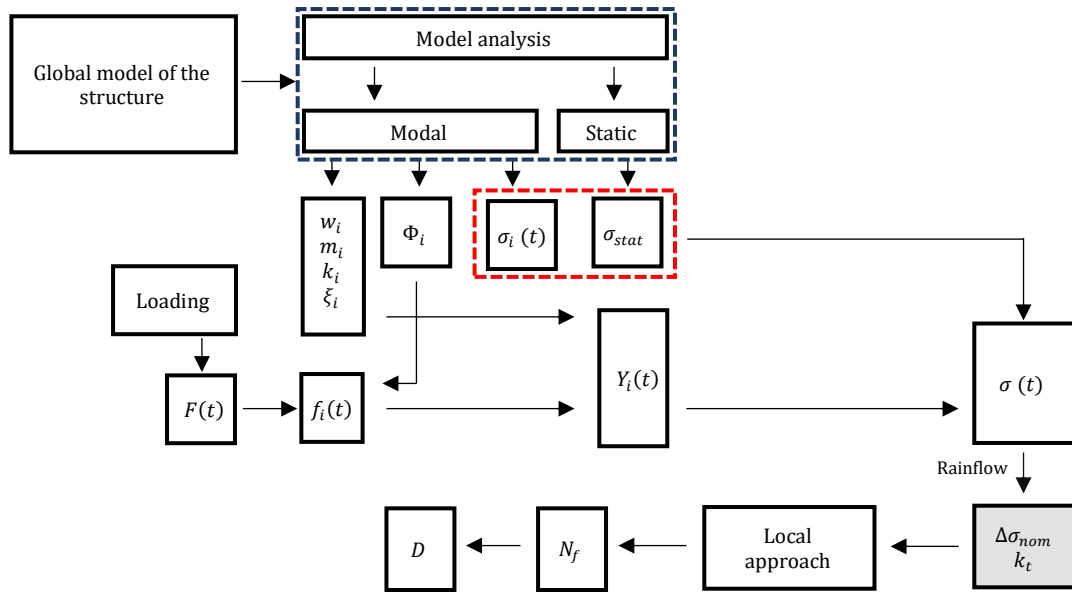 Model analysis
Global model of the
structure
Modal
Static
w_i
m_i
k_i
ξ_i
Φ_i
σ_i (t)
σ_stat
Loading
F(t)
f_i(t)
Y_i(t)
σ (t)
Rainflow
Δσ_nom
k_t
Local
approach
N_f
D